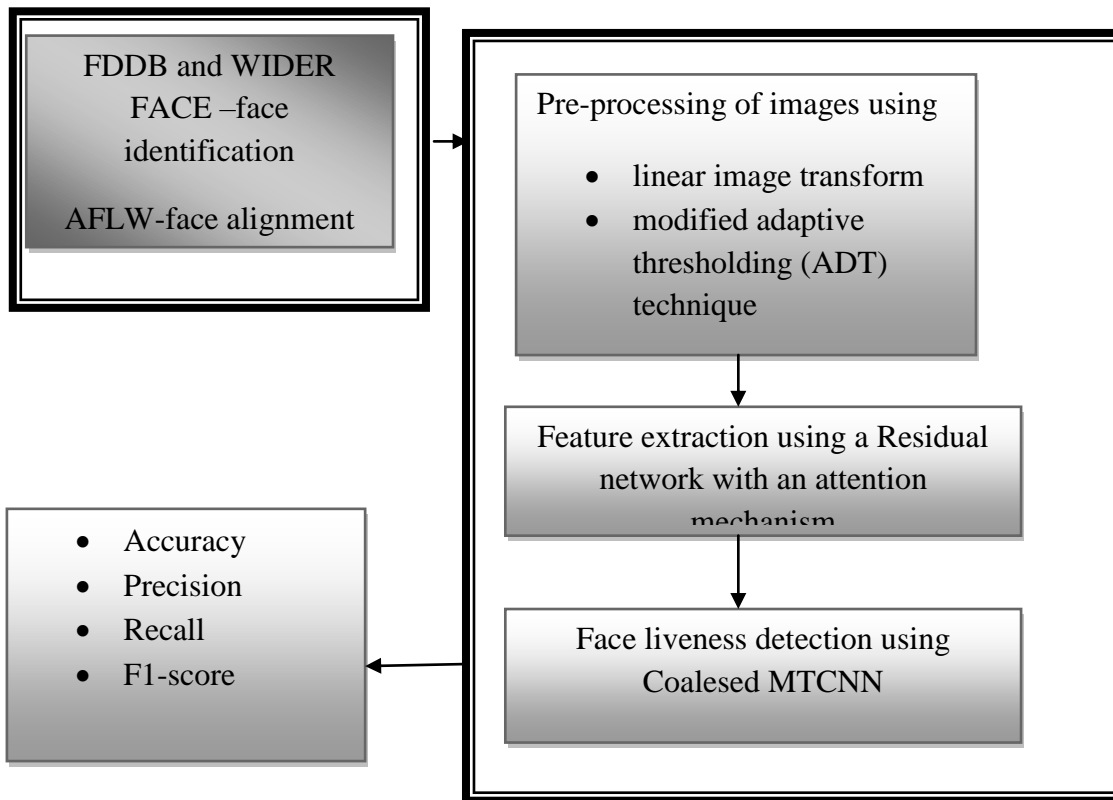 FDDB and WIDER
FACE –face
identification
AFLW-face alignment
Pre-processing of images using
• linear image transform
• modified adaptive
thresholding (ADT)
technique
Feature extraction using a Residual
network with an attention
mechanism
Face liveness detection using
Coalesed MTCNN
• Accuracy
• Precision
• Recall
• F1-score